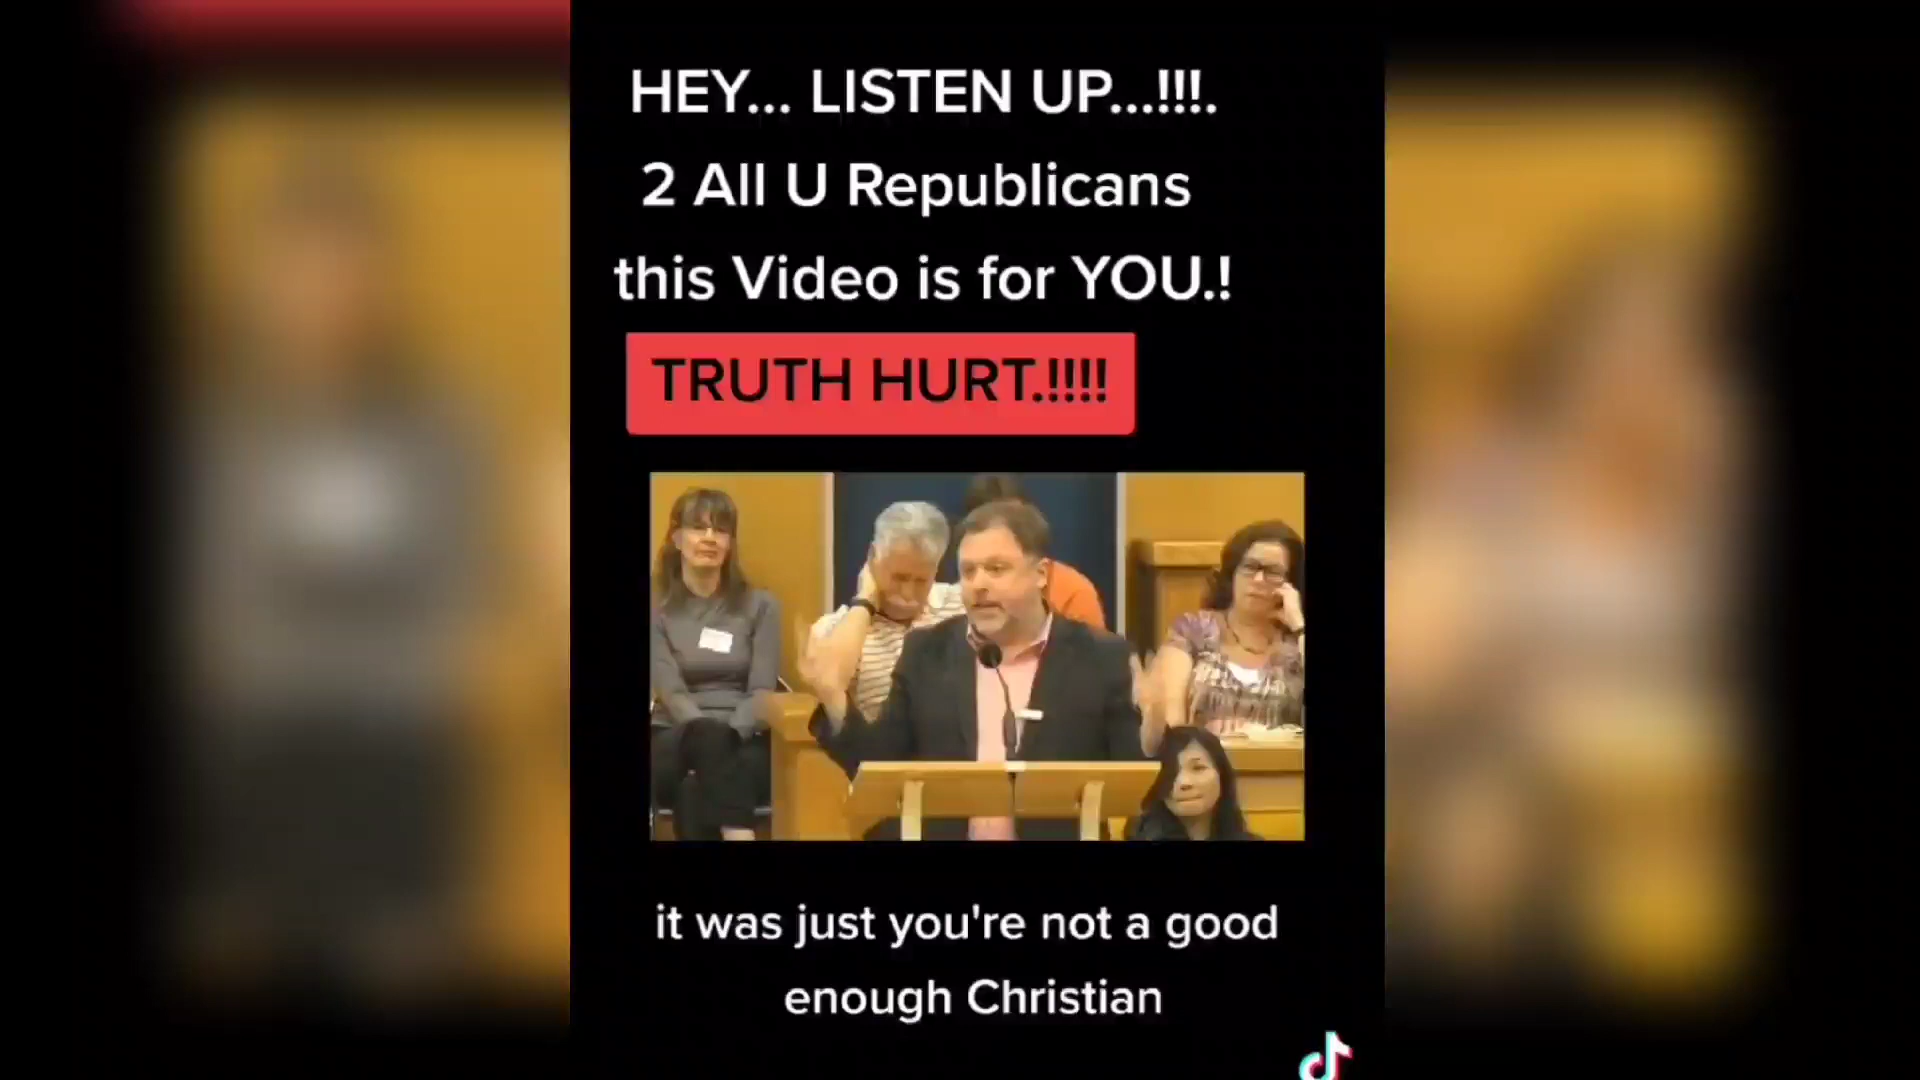 HEY... LISTEN UP...!!!.
2 All U Republicans
this Video is for YOU.!
TRUTH HURT.!!!!
it was just you're not a good
enough Christian